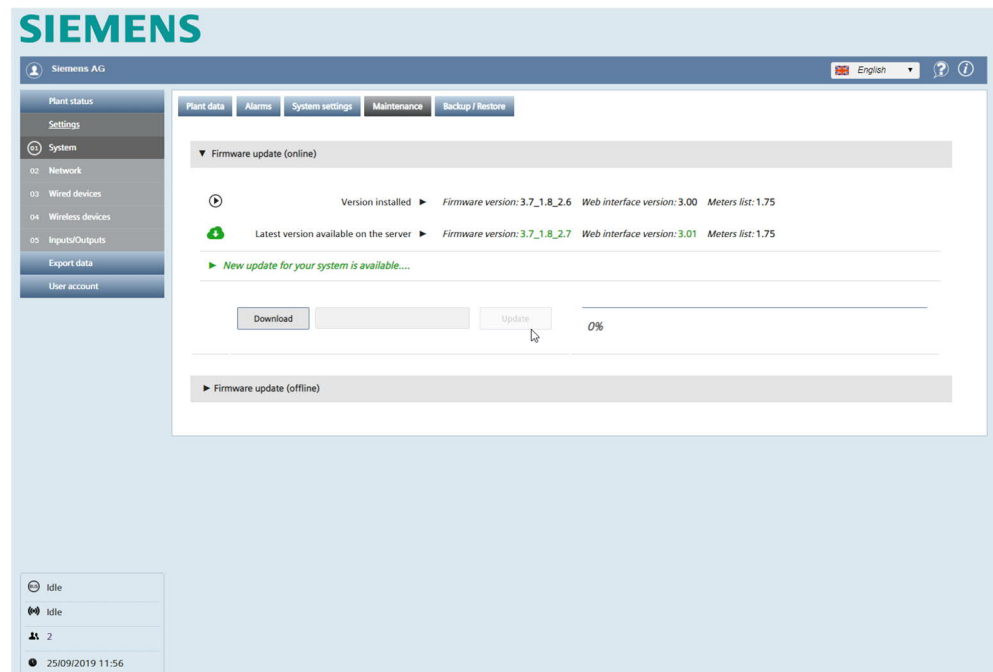 SIEMENS
Siemens AG
English
Plant status
Settings
01 System
02 Network
03 Wired devices
04 Wireless devices
05 Inputs/Outputs
Export data
User account
Plant data Alarms System settings Maintenance Backup / Restore
▼ Firmware update (online)
Version installed ► Firmware version: 3.7_1.8_2.6 Web interface version: 3.00 Meters list: 1.75
Latest version available on the server ► Firmware version: 3.7_1.8_2.7 Web interface version: 3.01 Meters list: 1.75
► New update for your system is available....
Download Update 0%
► Firmware update (offline)
BUS Idle
Idle
2
25/09/2019 11:56